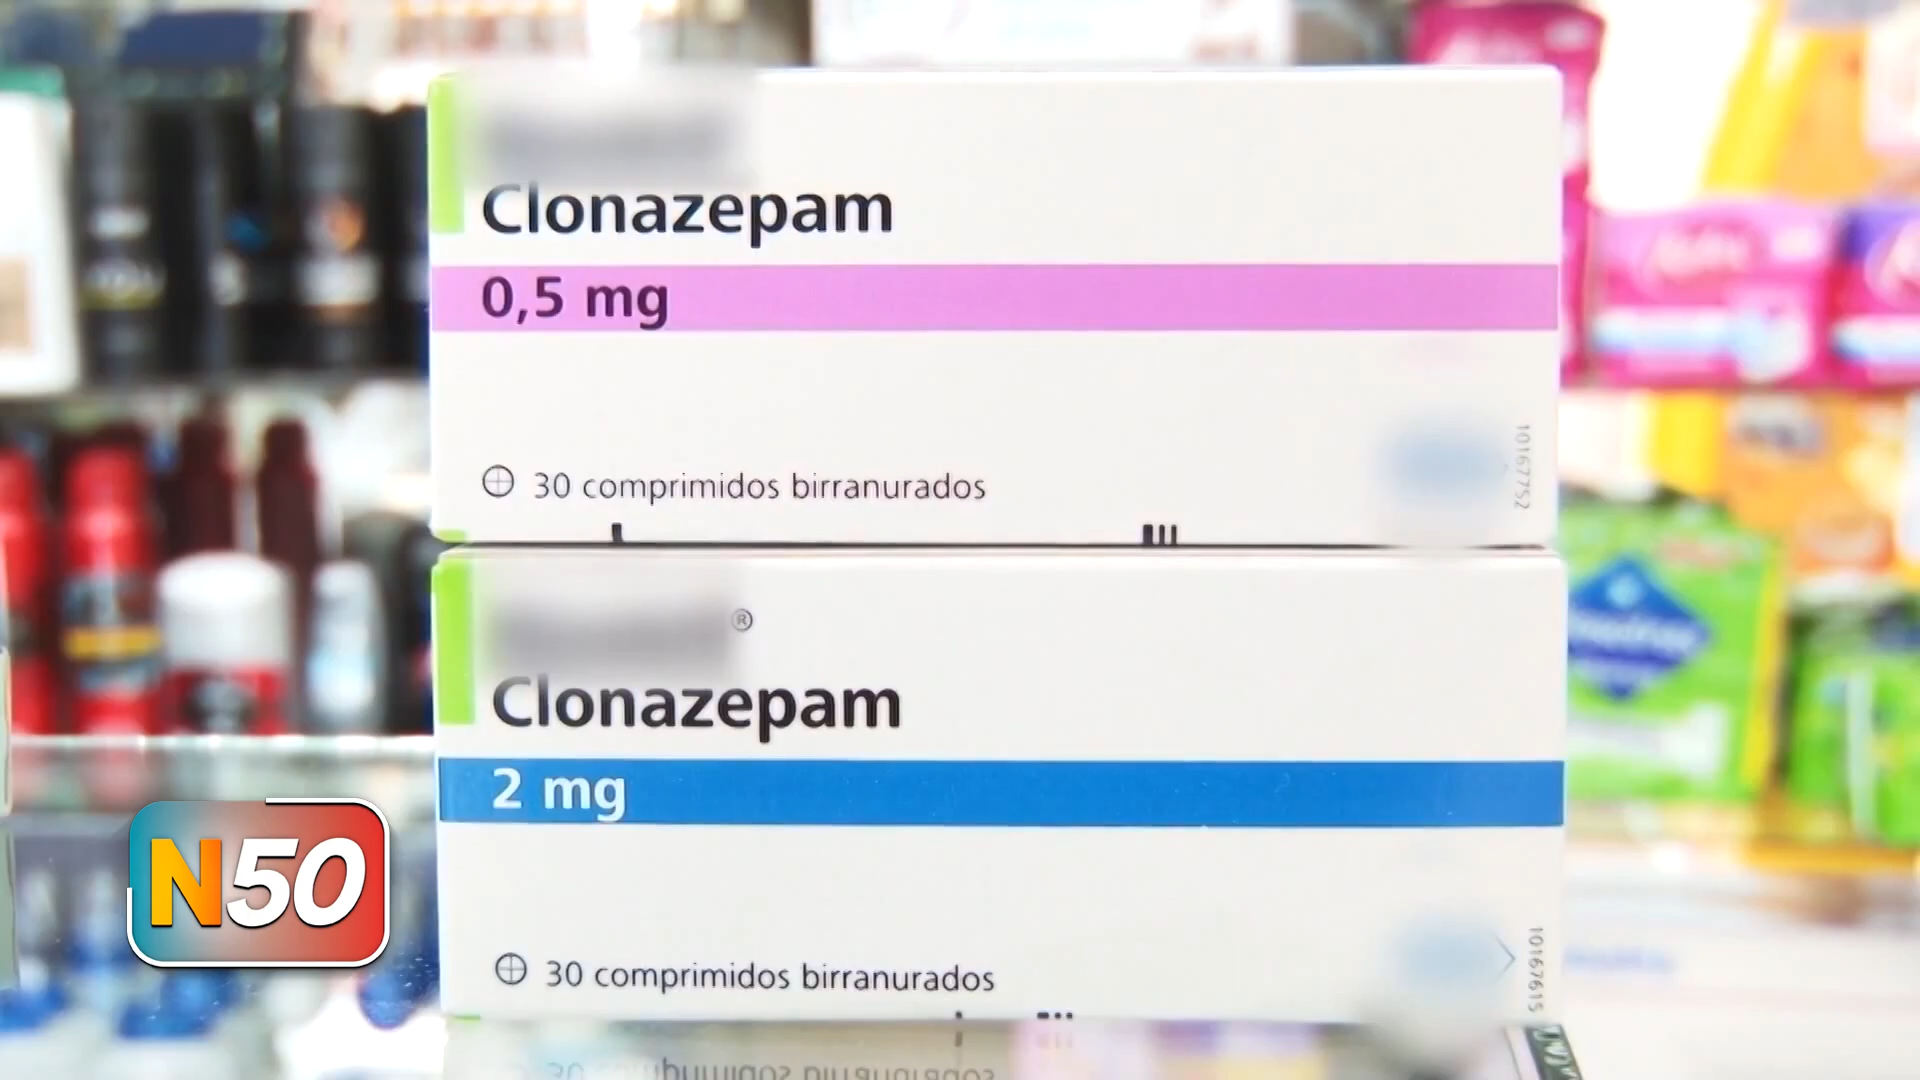 Clonazepam
0,5 mg
30 comprimidos birranurados
10167752
®
Clonazepam
2 mg
30 comprimidos birranurados
10167615
N50